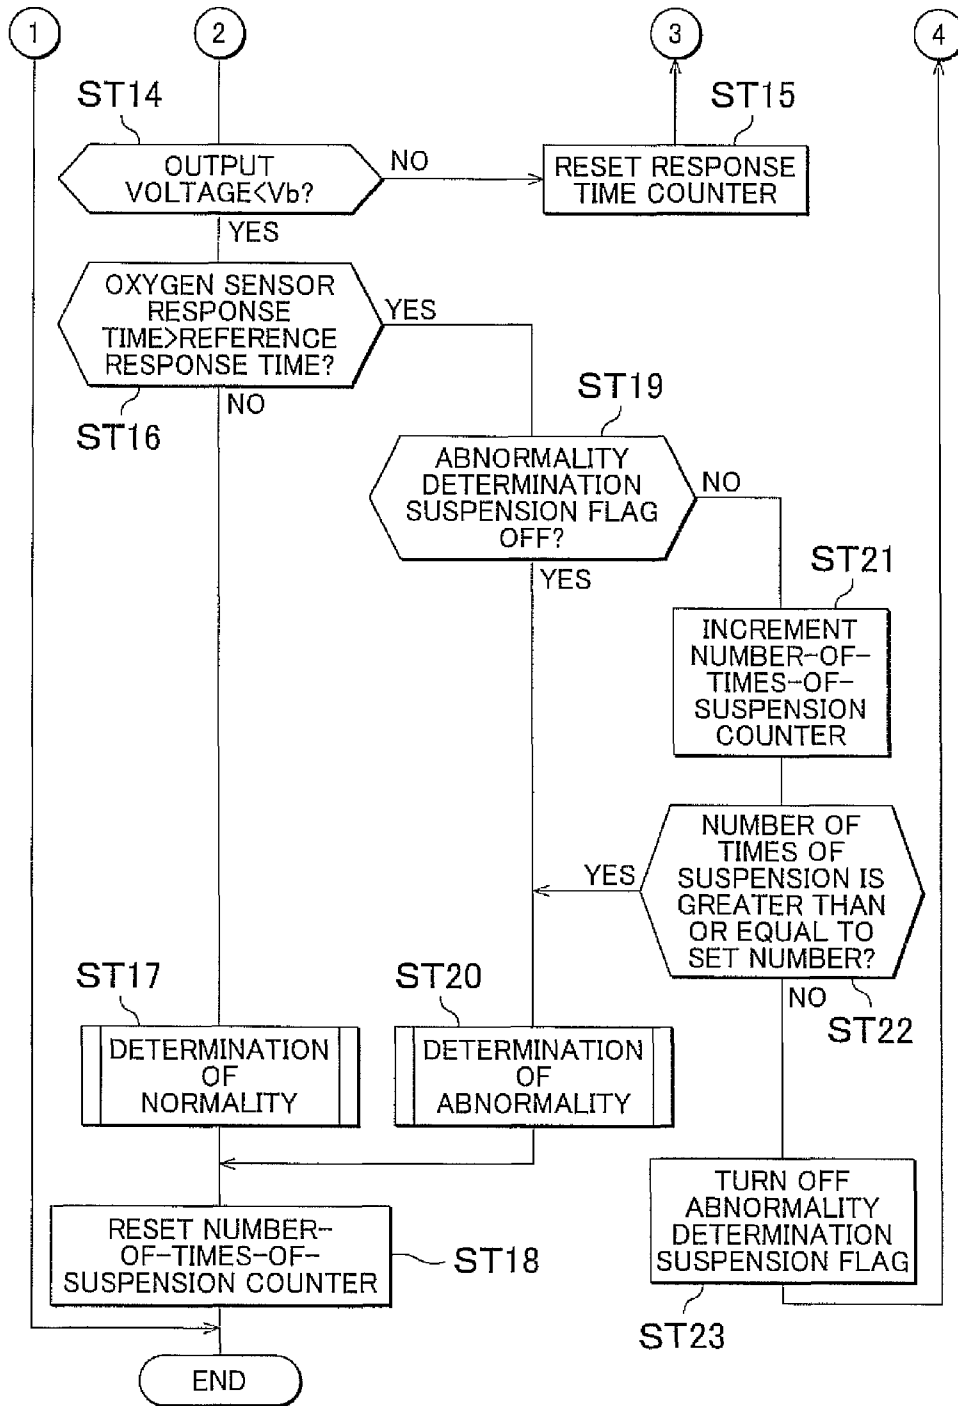 1
2
3
4
ST14
ST15
OUTPUT
VOLTAGE<Vb?
NO
RESET RESPONSE
TIME COUNTER
YES
OXYGEN SENSOR
RESPONSE
TIME>REFERENCE
RESPONSE TIME?
YES
NO
ST16
ST19
ABNORMALITY
DETERMINATION
SUSPENSION FLAG
OFF?
NO
YES
ST21
INCREMENT
NUMBER-OF-
TIMES-OF-
SUSPENSION
COUNTER
NUMBER OF
TIMES OF
SUSPENSION IS
GREATER THAN
OR EQUAL TO
SET NUMBER?
YES
NO
ST22
ST17
ST20
DETERMINATION
OF
NORMALITY
DETERMINATION
OF
ABNORMALITY
TURN OFF
ABNORMALITY
DETERMINATION
SUSPENSION FLAG
ST23
RESET NUMBER-
OF-TIMES-OF-
SUSPENSION COUNTER
ST18
END